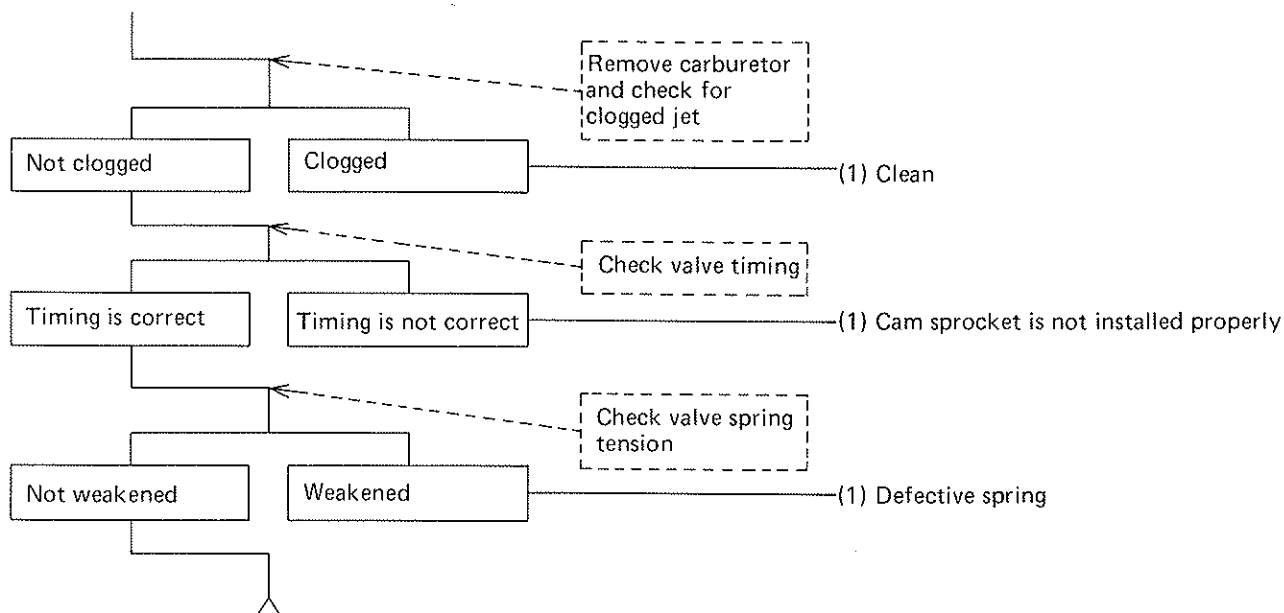 Remove carburetor
and check for
clogged jet
Not clogged
Clogged
(1) Clean
Check valve timing
Timing is correct
Timing is not correct
(1) Cam sprocket is not installed properly
Check valve spring
tension
Not weakened
Weakened
(1) Defective spring